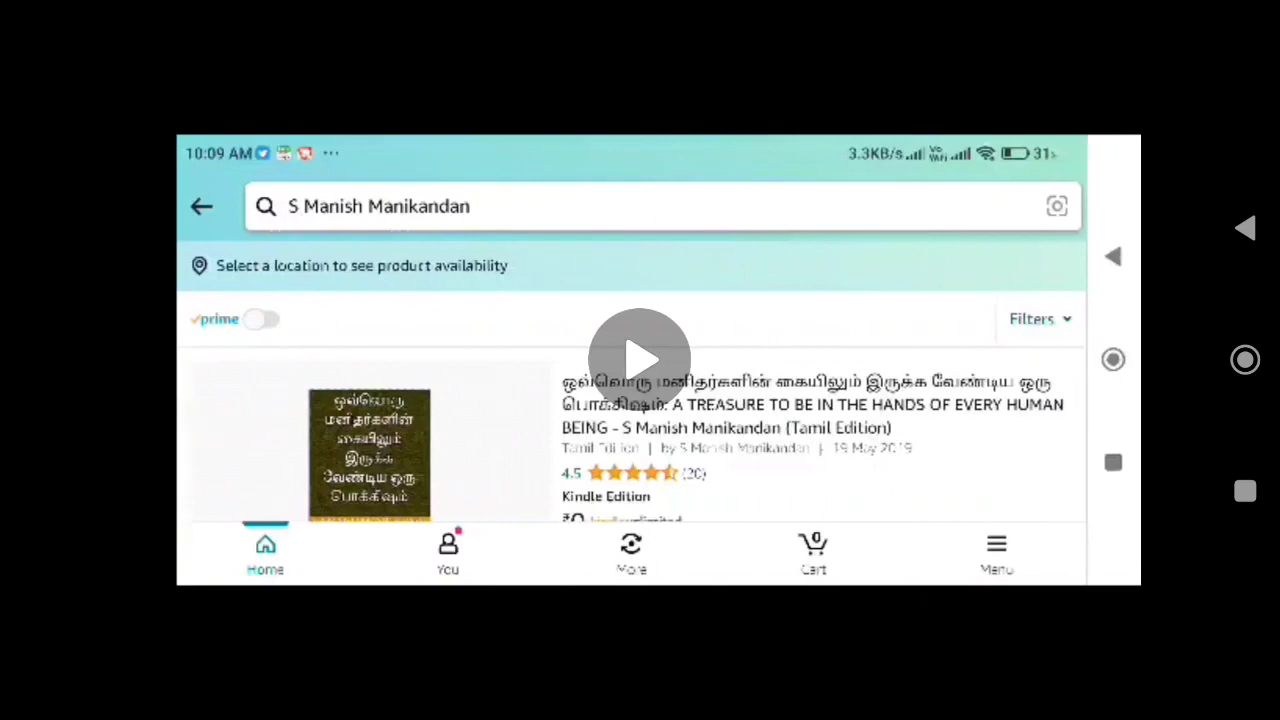 10:09 AM ...
3.3KB/s 31
S Manish Manikandan
Select a location to see product availability
prime
Filters
ஒவ்வொரு
மனிதர்களின்
கையிலும்
இருக்க
வேண்டிய ஒரு
பொக்கிஷம்
ஒவ்வொரு மனிதர்களின் கையிலும் இருக்க வேண்டிய ஒரு
பொக்கிஷம்: A TREASURE TO BE IN THE HANDS OF EVERY HUMAN
BEING - S Manish Manikandan (Tamil Edition)
Tamil Edition | by S Manish Manikandan | 19 May 2019
4.5 (20)
Kindle Edition
₹0 kindleunlimited
Home
You
More
0
Cart
Menu